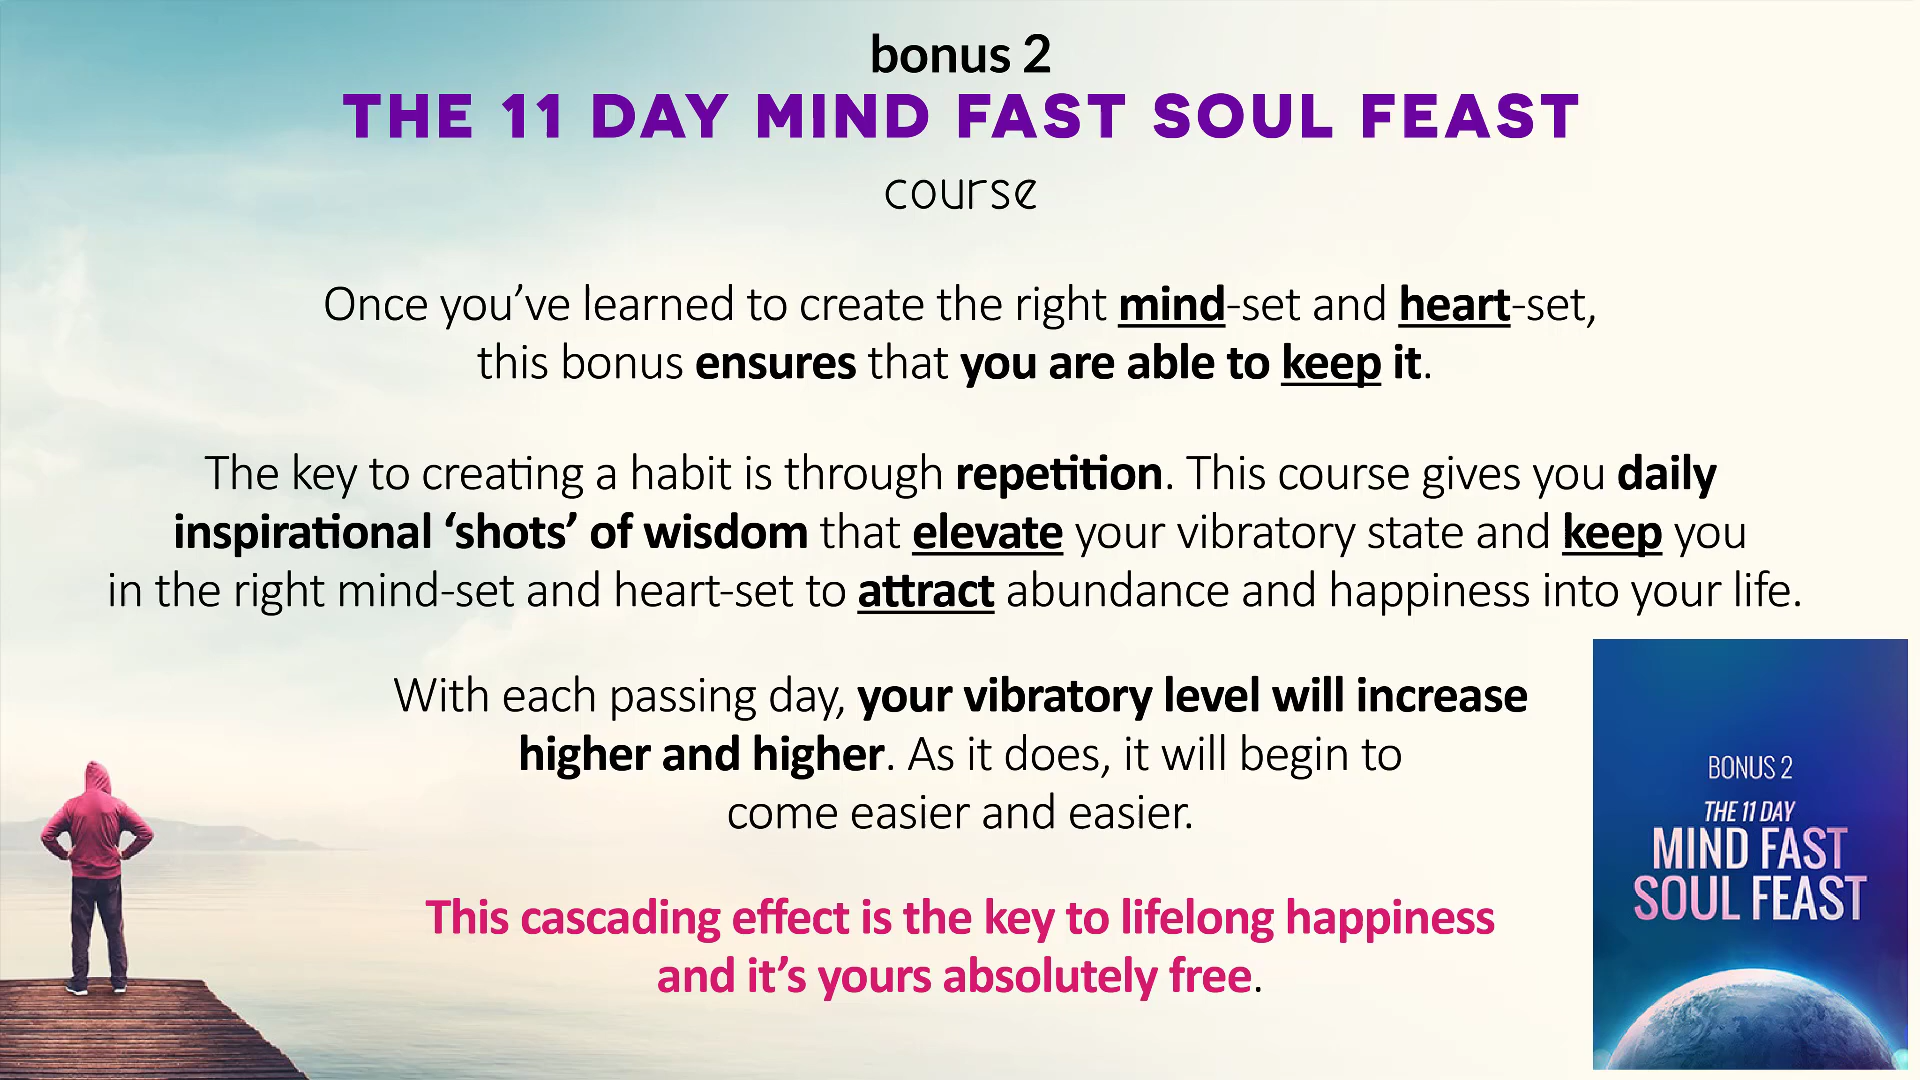 bonus 2
THE 11 DAY MIND FAST SOUL FEAST
course
Once you’ve learned to create the right mind-set and heart-set,
this bonus ensures that you are able to keep it.
The key to creating a habit is through repetition. This course gives you daily
inspirational ‘shots’ of wisdom that elevate your vibratory state and keep you
in the right mind-set and heart-set to attract abundance and happiness into your life.
With each passing day, your vibratory level will increase
higher and higher. As it does, it will begin to
come easier and easier.
This cascading effect is the key to lifelong happiness
and it’s yours absolutely free.
BONUS 2
THE 11 DAY
MIND FAST
SOUL FEAST